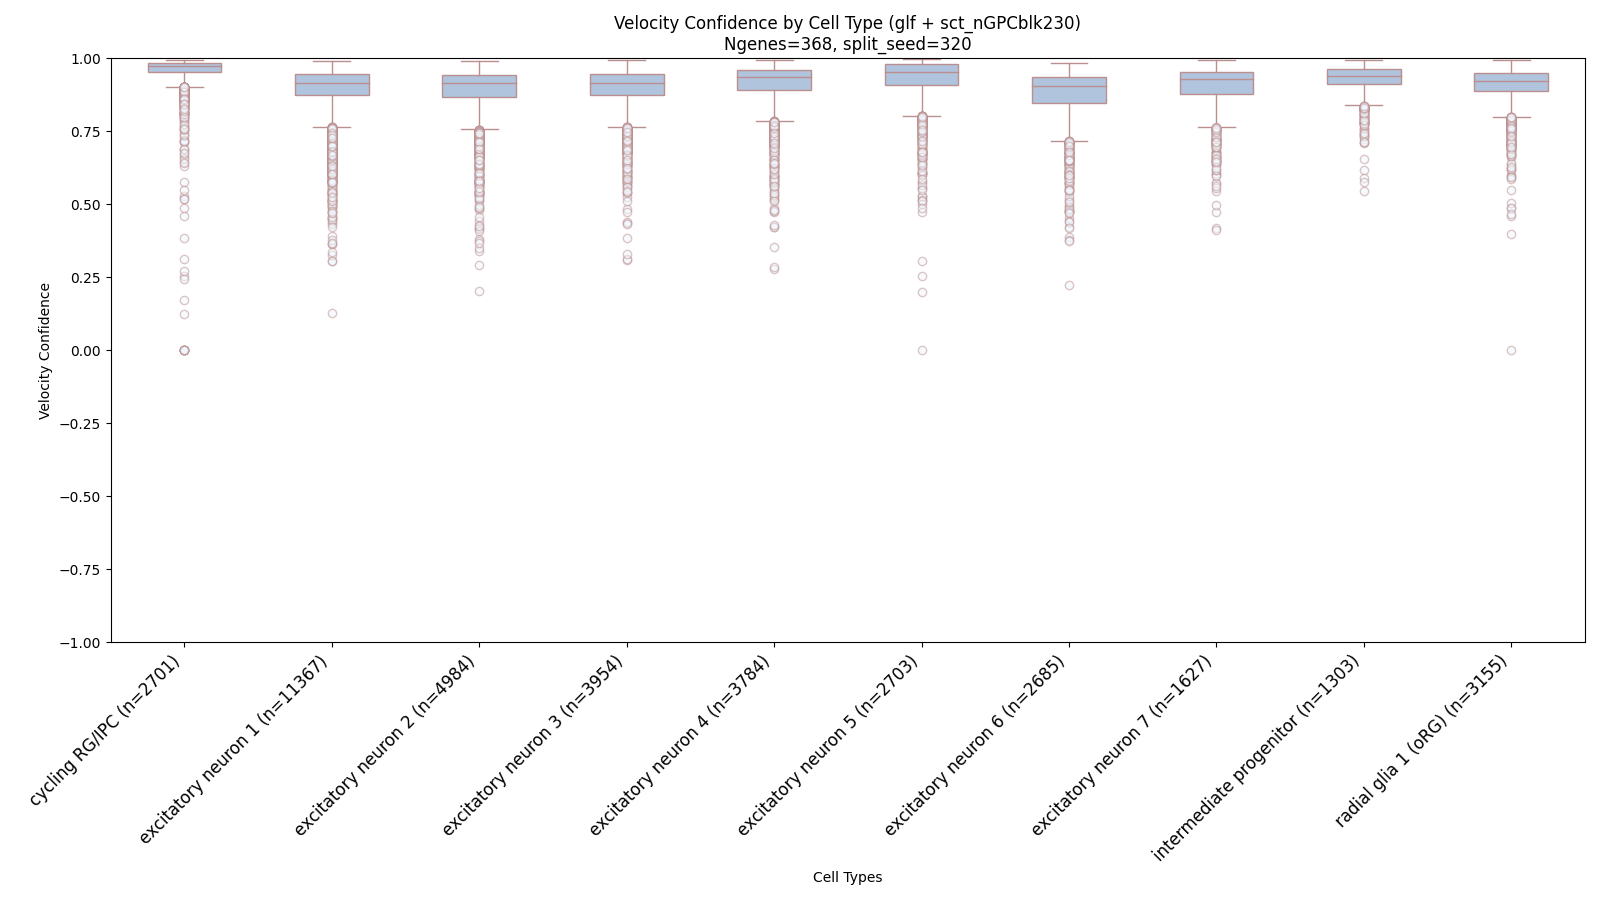 Velocity Confidence by Cell Type (glf + sct_nGPCblk230)
Ngenes=368, split_seed=320
Velocity Confidence
1.00
0.75
0.50
0.25
0.00
−0.25
−0.50
−0.75
−1.00
cycling RG/IPC (n=2701)
excitatory neuron 1 (n=11367)
excitatory neuron 2 (n=4984)
excitatory neuron 3 (n=3954)
excitatory neuron 4 (n=3784)
excitatory neuron 5 (n=2703)
excitatory neuron 6 (n=2685)
excitatory neuron 7 (n=1627)
intermediate progenitor (n=1303)
radial glia 1 (oRG) (n=3155)
Cell Types